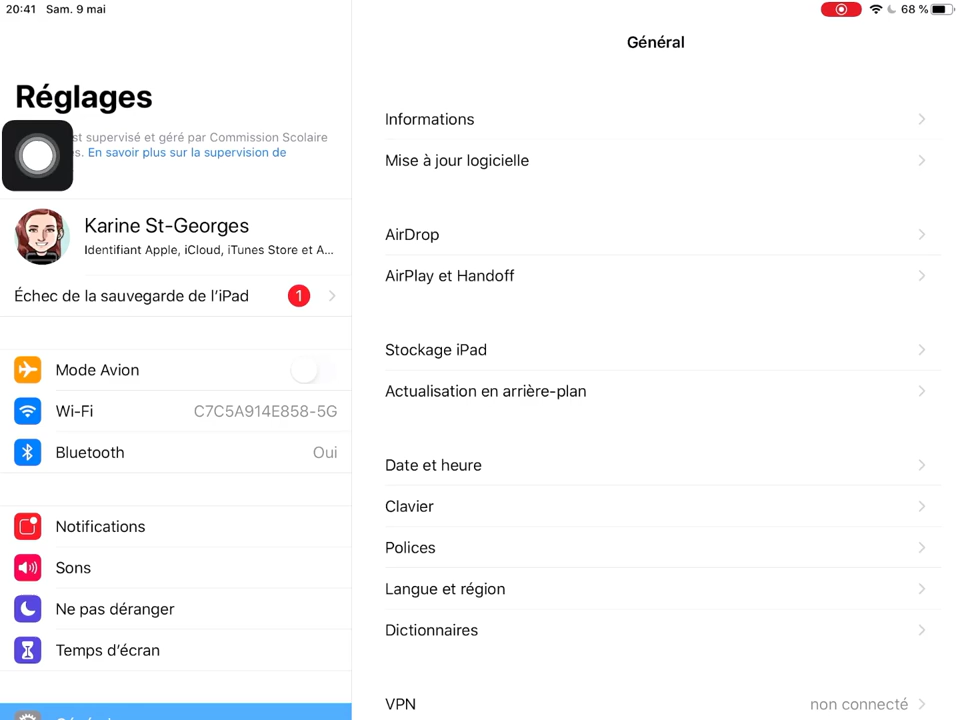 20:41 Sam. 9 mai
68 %
Réglages
st supervisé et géré par Commission Scolaire
s. En savoir plus sur la supervision de
Karine St-Georges
Identifiant Apple, iCloud, iTunes Store et A...
Échec de la sauvegarde de l’iPad 1
Mode Avion
Wi-Fi C7C5A914E858-5G
Bluetooth Oui
Notifications
Sons
Ne pas déranger
Temps d’écran
Général
Informations
Mise à jour logicielle
AirDrop
AirPlay et Handoff
Stockage iPad
Actualisation en arrière-plan
Date et heure
Clavier
Polices
Langue et région
Dictionnaires
VPN non connecté